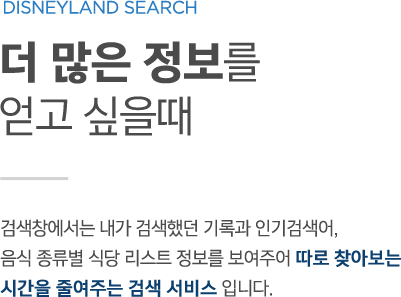 DISNEYLAND SEARCH
더 많은 정보를
얻고 싶을때
검색창에서는 내가 검색했던 기록과 인기검색어,
음식 종류별 식당 리스트 정보를 보여주어 따로 찾아보는
시간을 줄여주는 검색 서비스 입니다.